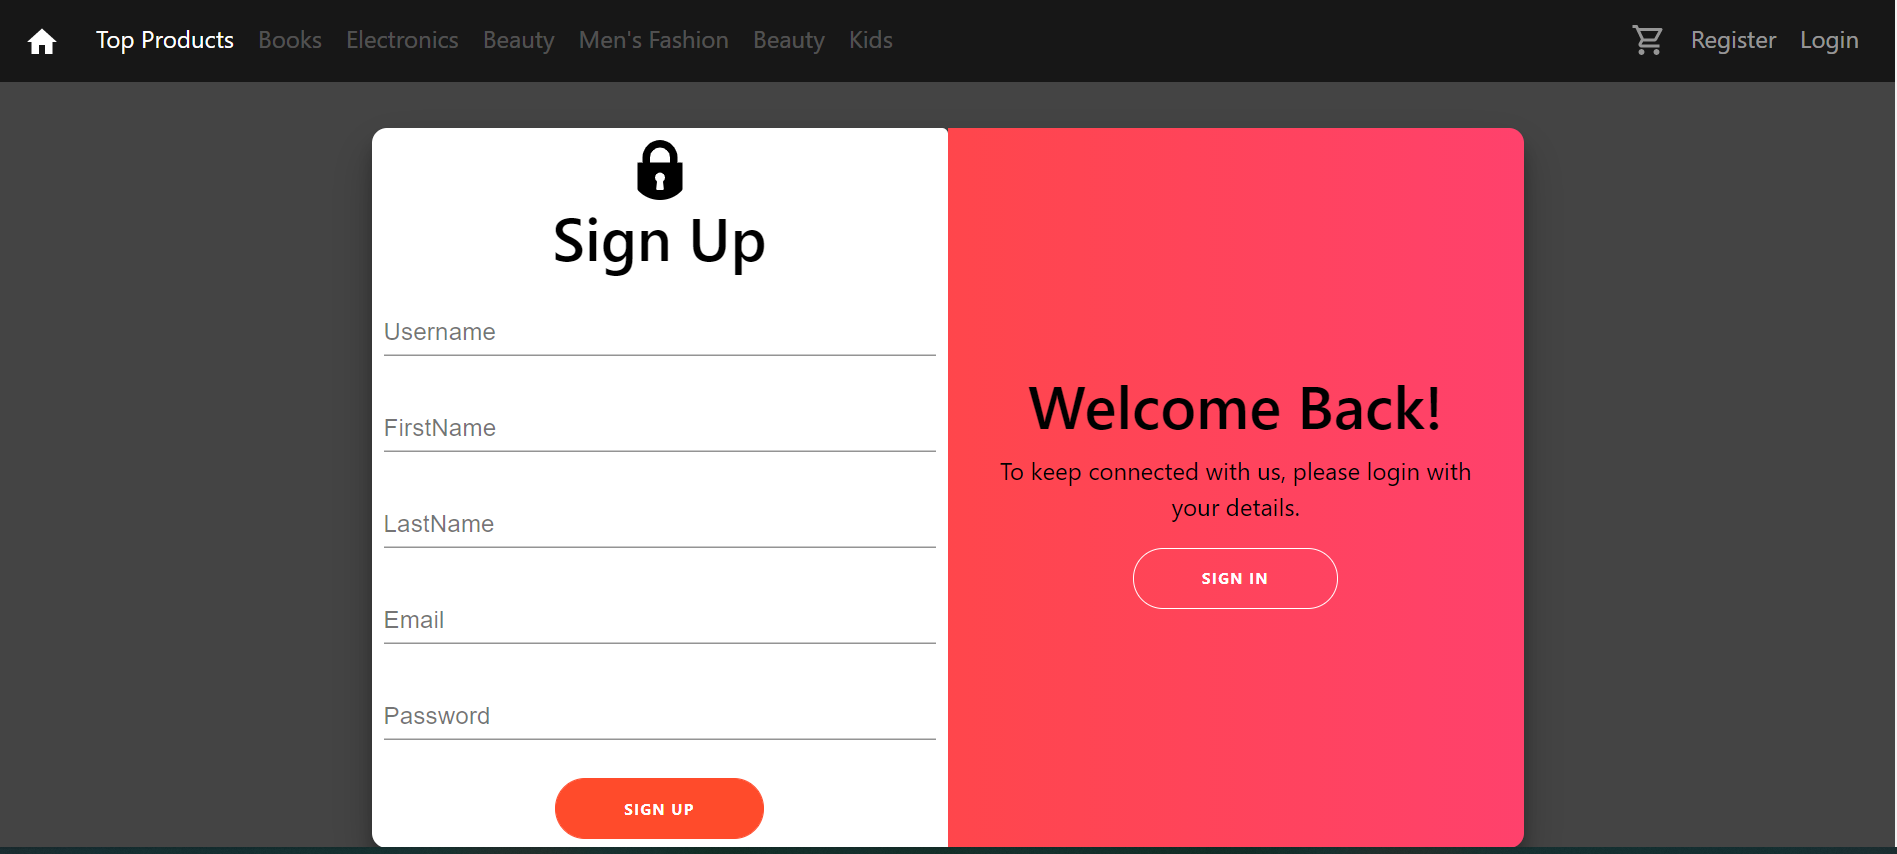 Top Products Books Electronics Beauty Men's Fashion Beauty Kids Register Login
Sign Up
Username
FirstName
LastName
Email
Password
SIGN UP
Welcome Back!
To keep connected with us, please login with
your details.
SIGN IN